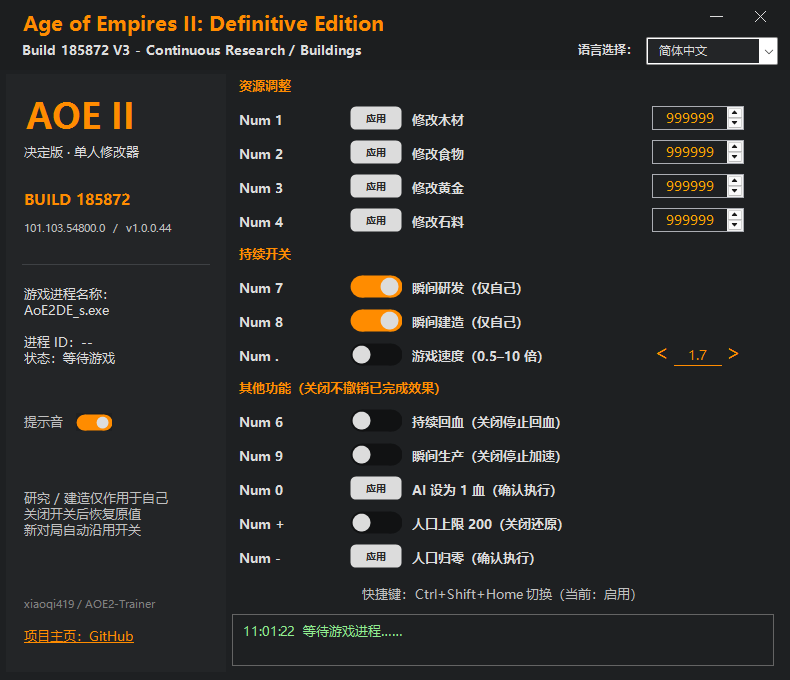 Age of Empires II: Definitive Edition
Build 185872 V3 - Continuous Research / Buildings
语言选择： 简体中文
AOE II
决定版 · 单人修改器
BUILD 185872
101.103.54800.0 / v1.0.0.44
游戏进程名称：
AoE2DE_s.exe
进程 ID： --
状态： 等待游戏
提示音
研究 / 建造仅作用于自己
关闭开关后恢复原值
新对局自动沿用开关
xiaoqi419 / AOE2-Trainer
项目主页： GitHub
资源调整
Num 1 应用 修改木材 999999
Num 2 应用 修改食物 999999
Num 3 应用 修改黄金 999999
Num 4 应用 修改石料 999999
持续开关
Num 7 瞬间研发（仅自己）
Num 8 瞬间建造（仅自己）
Num . 游戏速度（0.5–10 倍） < 1.7 >
其他功能（关闭不撤销已完成效果）
Num 6 持续回血（关闭停止回血）
Num 9 瞬间生产（关闭停止加速）
Num 0 应用 AI 设为 1 血（确认执行）
Num + 人口上限 200（关闭还原）
Num - 应用 人口归零（确认执行）
快捷键： Ctrl+Shift+Home 切换（当前：启用）
11:01:22 等待游戏进程……